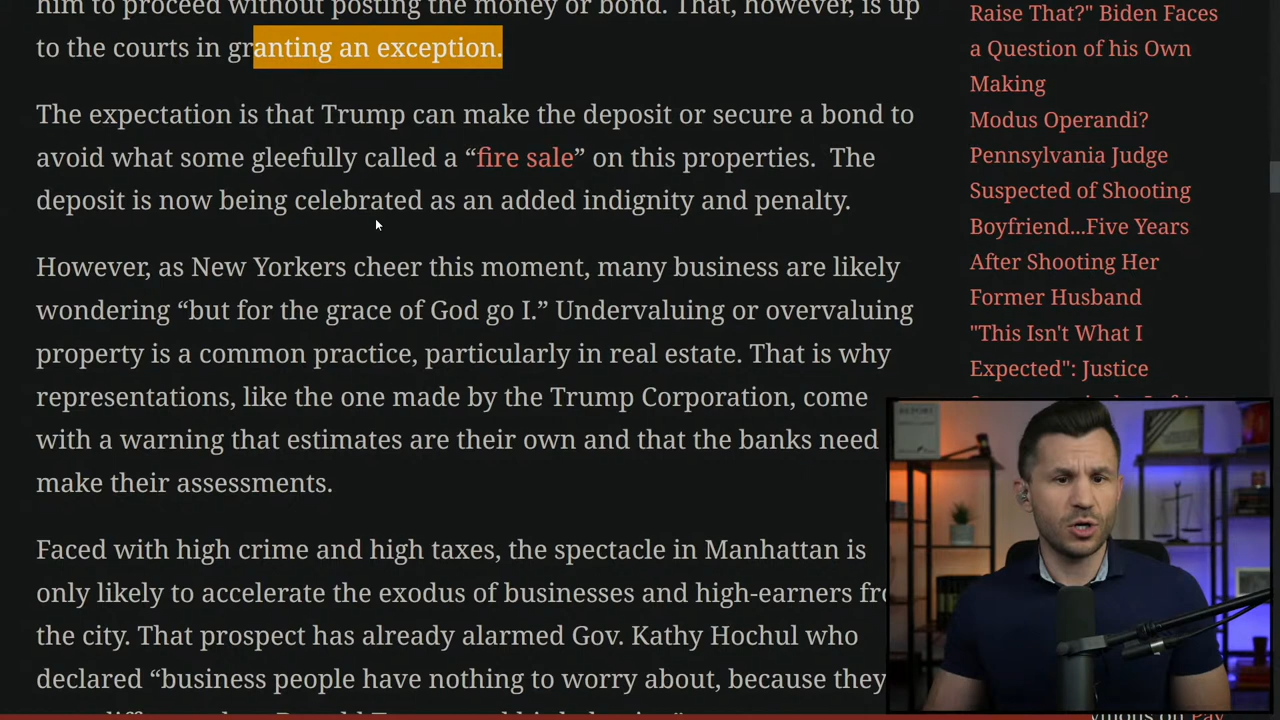 him to proceed without posting the money or bond. That, however, is up
to the courts in granting an exception.
The expectation is that Trump can make the deposit or secure a bond to
avoid what some gleefully called a “fire sale” on this properties.  The
deposit is now being celebrated as an added indignity and penalty.
However, as New Yorkers cheer this moment, many business are likely
wondering “but for the grace of God go I.” Undervaluing or overvaluing
property is a common practice, particularly in real estate. That is why
representations, like the one made by the Trump Corporation, come
with a warning that estimates are their own and that the banks need
make their assessments.
Faced with high crime and high taxes, the spectacle in Manhattan is
only likely to accelerate the exodus of businesses and high-earners
the city. That prospect has already alarmed Gov. Kathy Hochul who
declared “business people have nothing to worry about, because they
Raise That?" Biden Faces
a Question of his Own
Making
Modus Operandi?
Pennsylvania Judge
Suspected of Shooting
Boyfriend...Five Years
After Shooting Her
Former Husband
"This Isn't What I
Expected": Justice